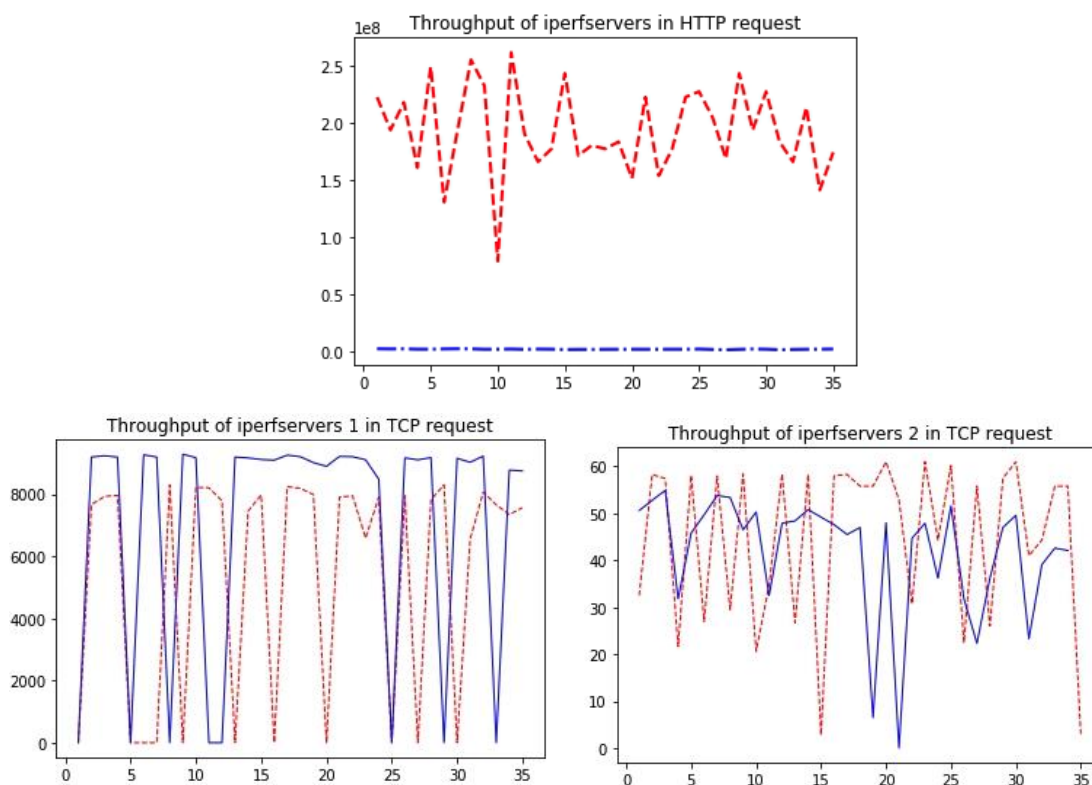 Throughput of iperfservers in HTTP request
1e8
2.5
2.0
1.5
1.0
0.5
0.0
0 5 10 15 20 25 30 35
Throughput of iperfservers 1 in TCP request
8000
6000
4000
2000
0
0 5 10 15 20 25 30 35
Throughput of iperfservers 2 in TCP request
60
50
40
30
20
10
0
0 5 10 15 20 25 30 35